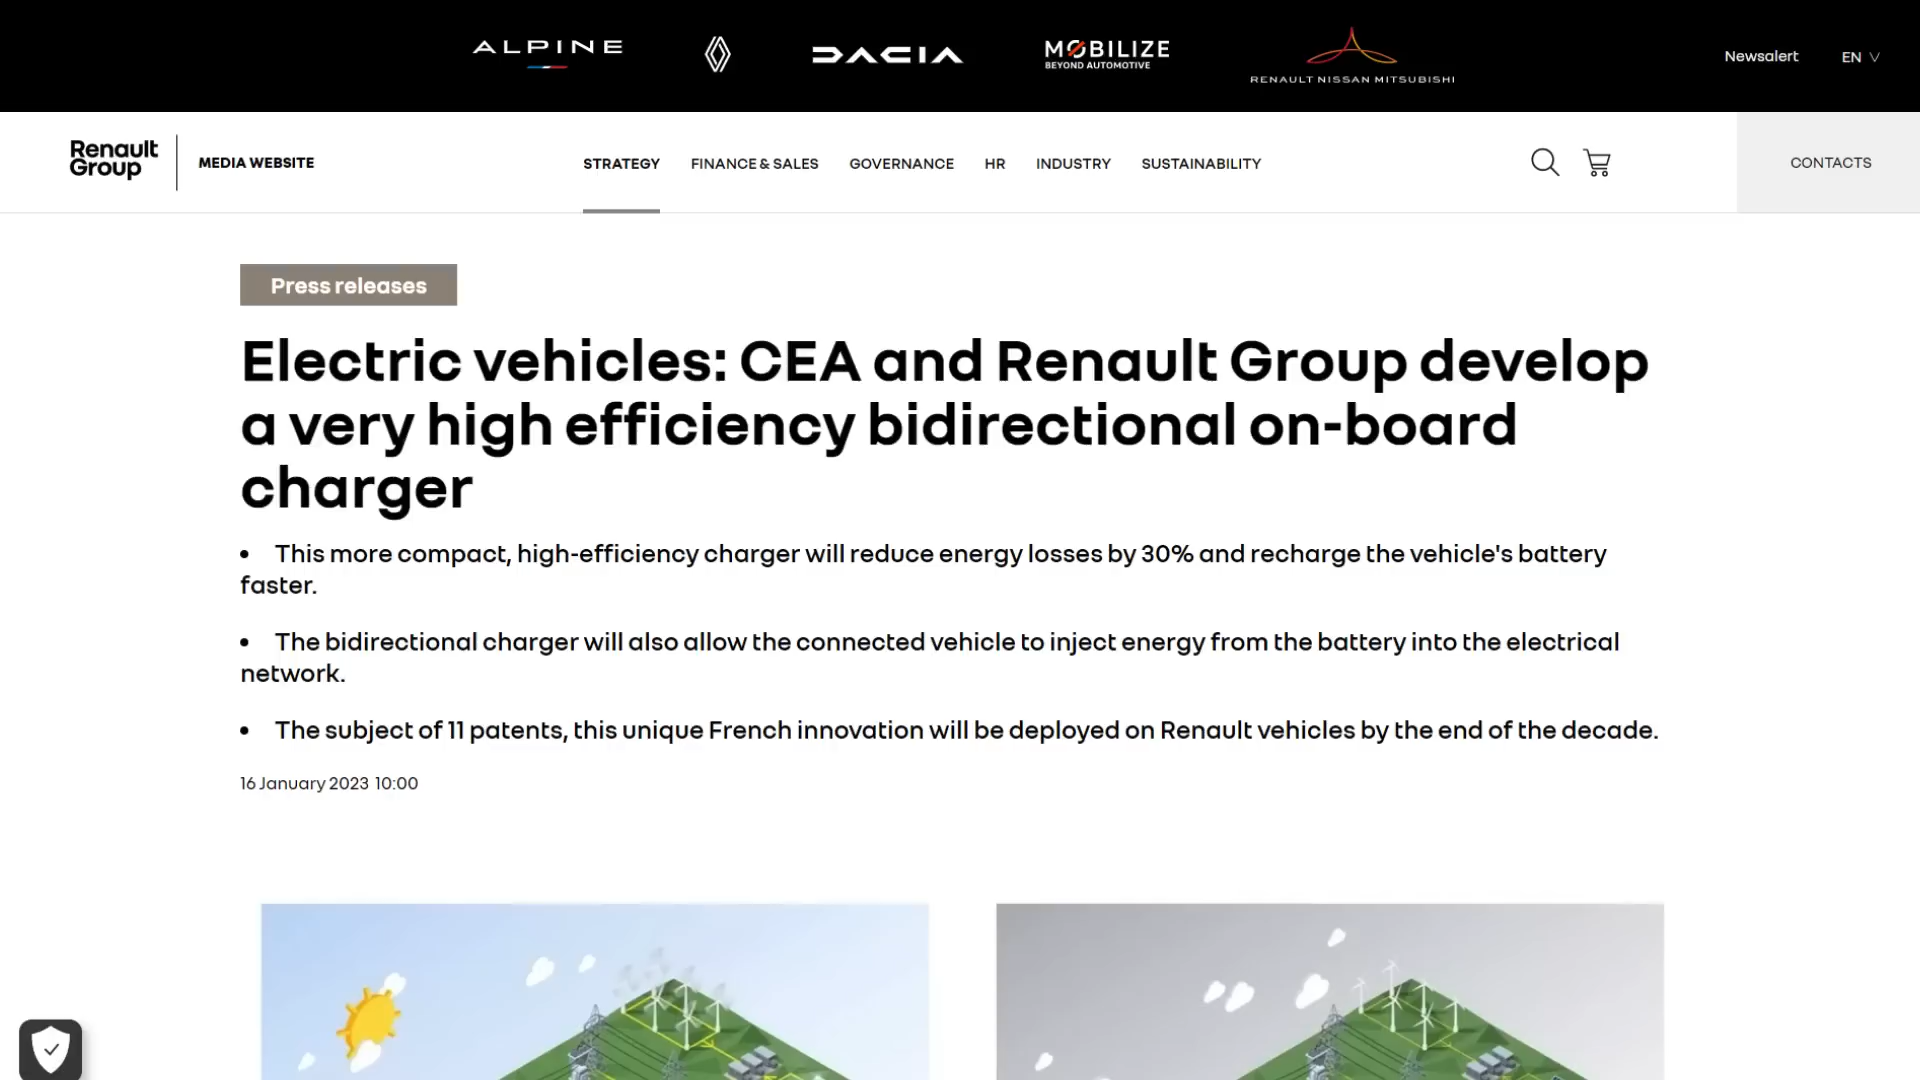 ALPINE
DACIA
MOBILIZE
BEYOND AUTOMOTIVE
RENAULT NISSAN MITSUBISHI
Newsalert
EN
Renault
Group
MEDIA WEBSITE
STRATEGY
FINANCE & SALES
GOVERNANCE
HR
INDUSTRY
SUSTAINABILITY
CONTACTS
Press releases
Electric vehicles: CEA and Renault Group develop
a very high efficiency bidirectional on-board
charger
• This more compact, high-efficiency charger will reduce energy losses by 30% and recharge the vehicle's battery
faster.
• The bidirectional charger will also allow the connected vehicle to inject energy from the battery into the electrical
network.
• The subject of 11 patents, this unique French innovation will be deployed on Renault vehicles by the end of the decade.
16 January 2023 10:00